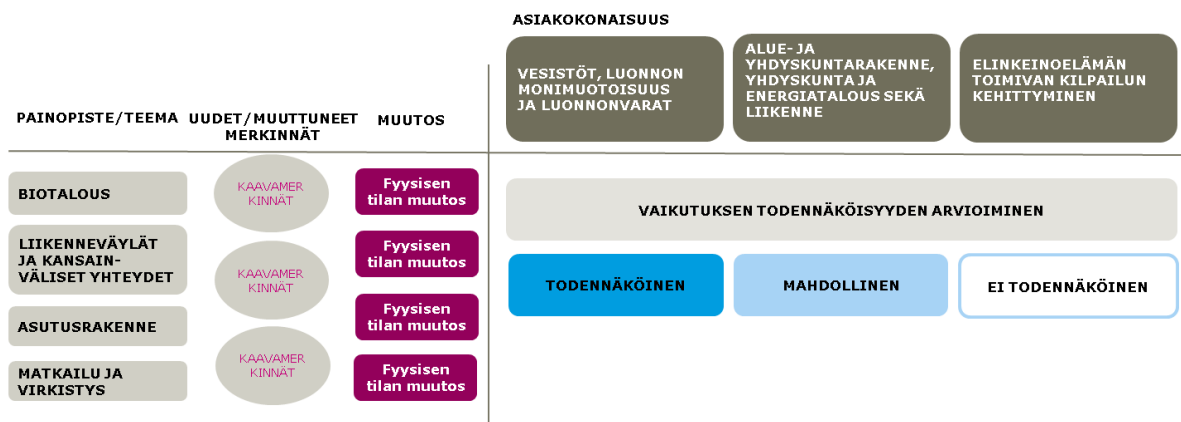 ASIAKOKONAISUUS
VESISTÖT, LUONNON
MONIMUOTOISUUS
JA LUONNONVARAT
ALUE- JA
YHDYSKUNTARAKENNE,
YHDYSKUNTA JA
ENERGIATALOUS SEKÄ
LIIKENNE
ELINKEINOELÄMÄN
TOIMIVAN KILPAILUN
KEHITTYMINEN
PAINOPISTE/TEEMA
UUDET/MUUTTUNEET
MERKINNÄT
MUUTOS
BIOTALOUS
KAAVAMER
KINNÄT
Fyysisen
tilan muutos
VAIKUTUKSEN TODENNÄKÖISYYDEN ARVIOIMINEN
LIIKENNEVÄYLÄT
JA KANSAIN-
VÄLISET YHTEYDET
KAAVAMER
KINNÄT
Fyysisen
tilan muutos
TODENNÄKÖINEN
MAHDOLLINEN
EI TODENNÄKÖINEN
ASUTUSRAKENNE
Fyysisen
tilan muutos
MATKAILU JA
VIRKISTYS
KAAVAMER
KINNÄT
Fyysisen
tilan muutos